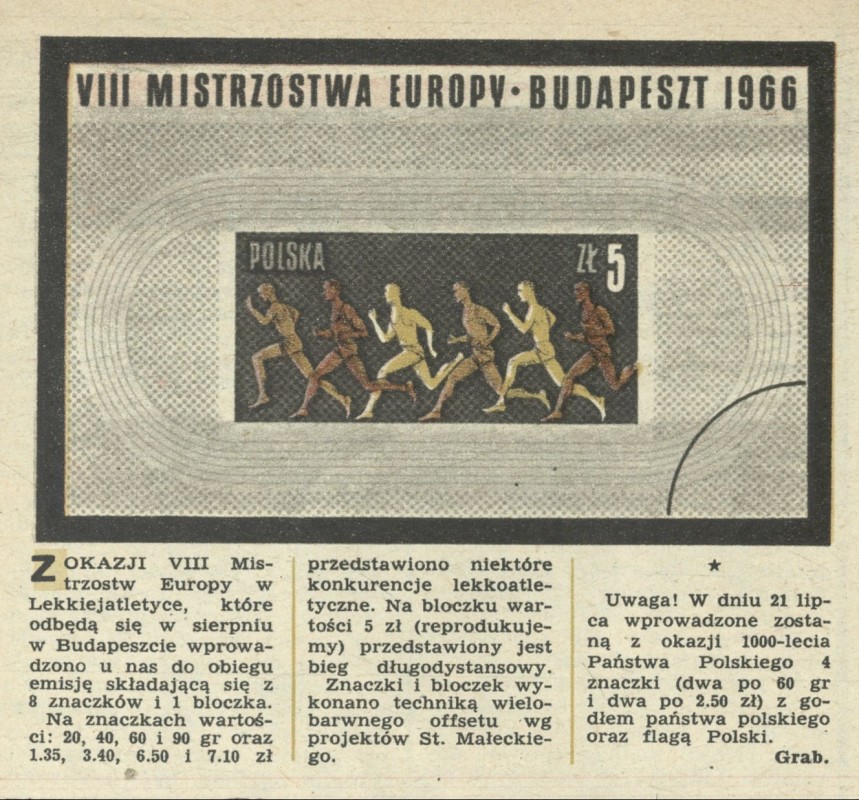 VIII MISTRZOSTWA EUROPY • BUDAPESZT 1966
POLSKA
ZŁ 5
Z OKAZJI VIII Mis-
trzostw Europy w
Lekkiejatletyce, które
odbędą się w sierpniu
w Budapeszcie wprowa-
dzono u nas do obiegu
emisję składającą się z
8 znaczków i 1 bloczka.
Na znaczkach wartoś-
ci: 20, 40, 60 i 90 gr oraz
1.35, 3.40, 6.50 i 7.10 zł
przedstawiono niektóre
konkurencje lekkoatle-
tyczne. Na bloczku war-
tości 5 zł (reprodukuje-
my) przedstawiony jest
bieg długodystansowy.
Znaczki i bloczek wy-
konano techniką wielo-
barwnego offsetu wg
projektów St. Małeckie-
go.
★
Uwaga! W dniu 21 lip-
ca wprowadzone zosta-
ną z okazji 1000-lecia
Państwa Polskiego 4
znaczki (dwa po 60 gr
i dwa po 2.50 zł) z go-
dłem państwa polskiego
oraz flagą Polski.
Grab.